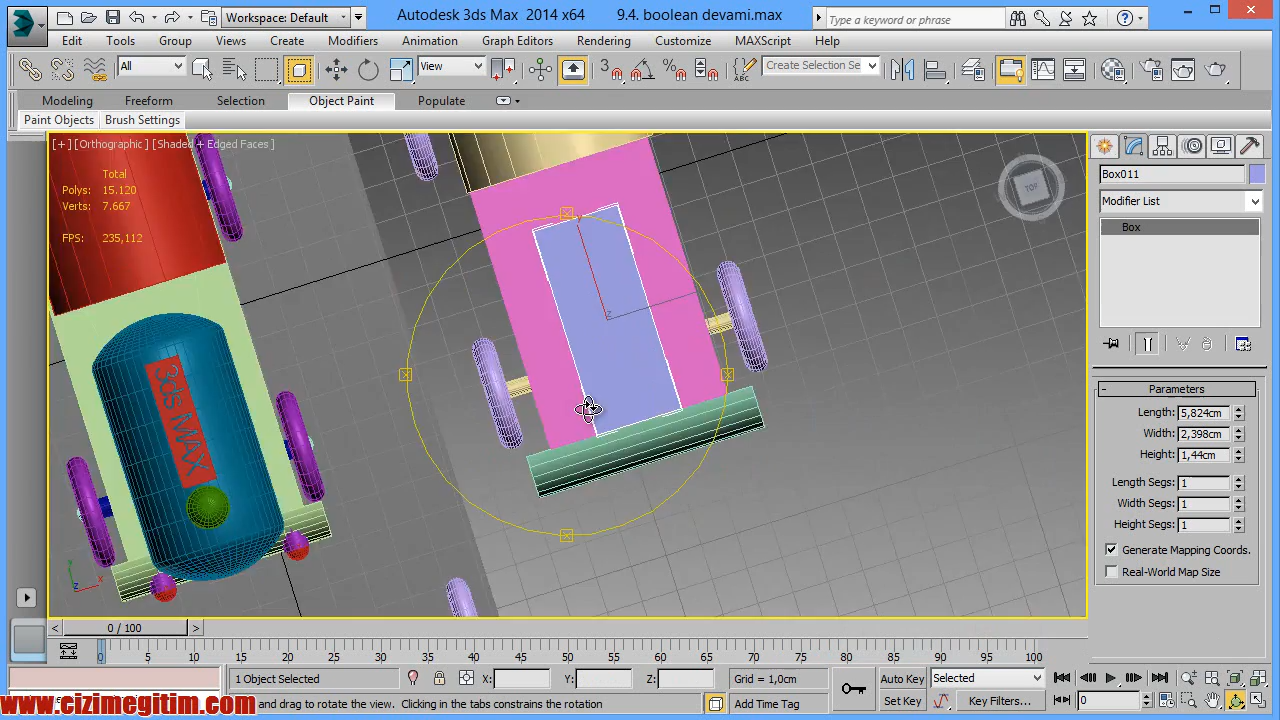 Workspace: Default
Autodesk 3ds Max 2014 x64
9.4. boolean devami.max
Type a keyword or phrase
Edit Tools Group Views Create Modifiers Animation Graph Editors Rendering Customize MAXScript Help
All
View
3
Create Selection Se
Modeling Freeform Selection Object Paint Populate
Paint Objects Brush Settings
[+] [Orthographic] [Shaded + Edged Faces]
Total
Polys: 15.120
Verts: 7.667
FPS: 235,112
TOP
3ds MAX
Box011
Modifier List
Box
Parameters
Length: 5,824cm
Width: 2,398cm
Height: 1,44cm
Length Segs: 1
Width Segs: 1
Height Segs: 1
Generate Mapping Coords.
Real-World Map Size
0 / 100
0 5 10 15 20 25 30 35 40 45 50 55 60 65 70 75 80 85 90 95 100
1 Object Selected
X:
Y:
Z:
Grid = 1,0cm
Auto Key
Selected
www.cizimegitim.com
and drag to rotate the view. Clicking in the tabs constrains the rotation
Add Time Tag
Set Key
Key Filters...
0